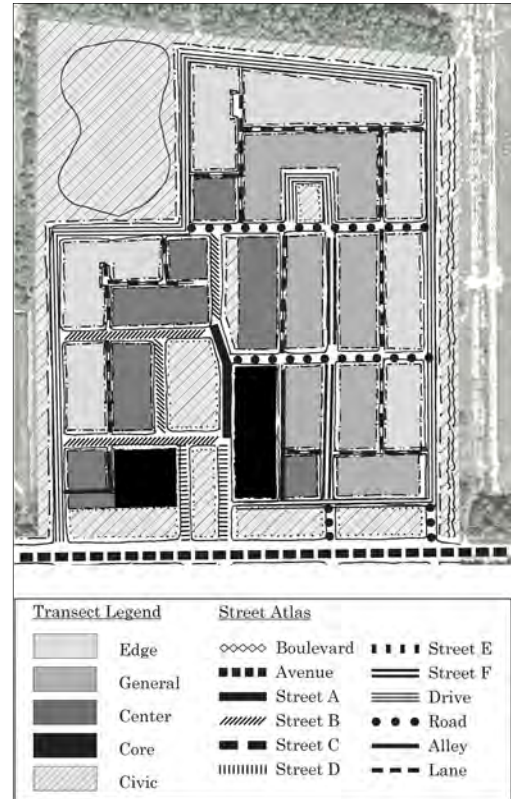 Transect Legend
Edge
General
Center
Core
Civic
Street Atlas
Boulevard
Avenue
Street A
Street B
Street C
Street D
Street E
Street F
Drive
Road
Alley
Lane